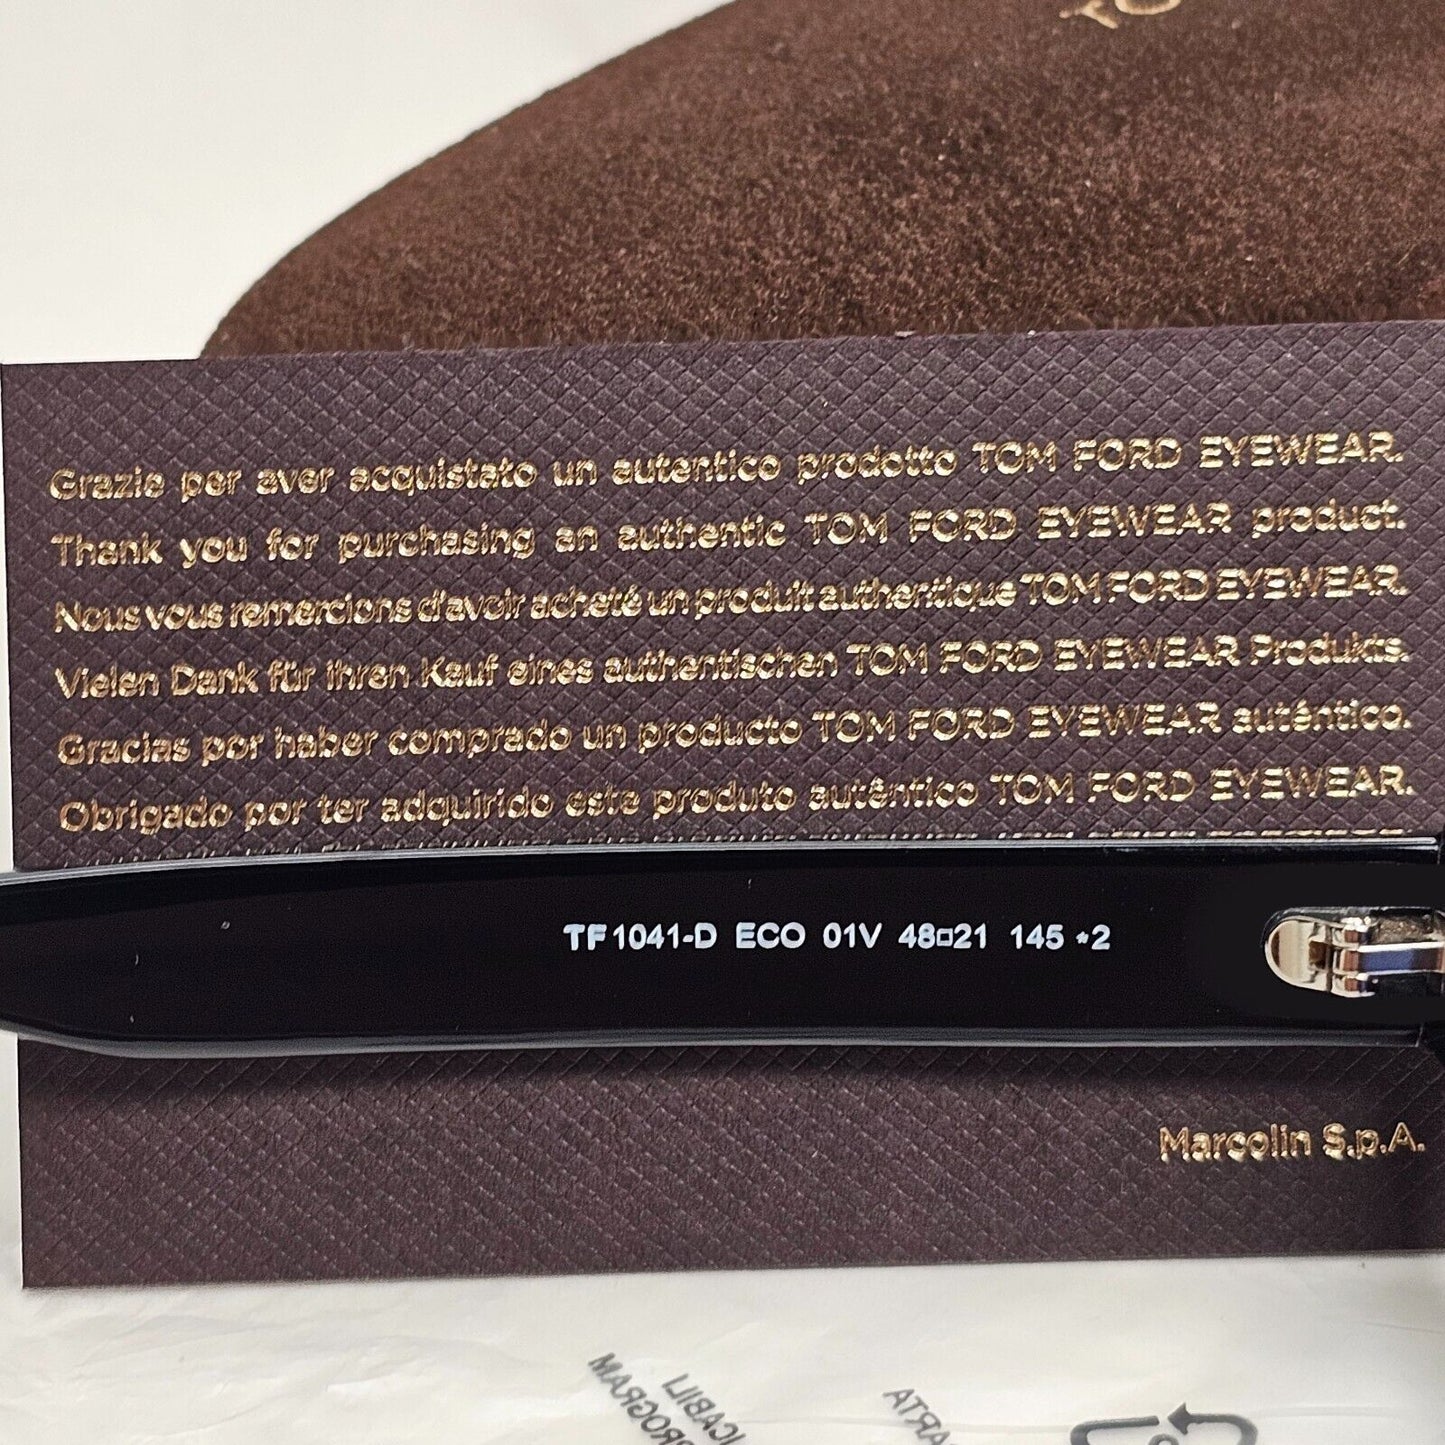 Grazie per aver acquistato un autentico prodotto TOM FORD EYEWEAR.
Thank you for purchasing an authentic TOM FORD EYEWEAR product.
Nous vous remercions d'avoir acheté un produit authentique TOM FORD EYEWEAR.
Vielen Dank für ihren Kauf eines authentischen TOM FORD EYEWEAR Produkts.
Gracias por haber comprado un producto TOM FORD EYEWEAR auténtico.
Obrigado por ter adquirido este produto autêntico TOM FORD EYEWEAR.
TF1041-D ECO 01V 48□21 145 *2
Marcolin S.p.A.